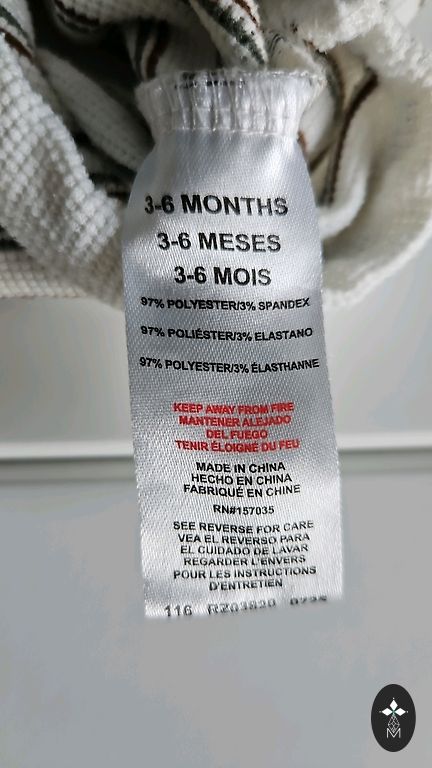 3-6 MONTHS
3-6 MESES
3-6 MOIS
97% POLYESTER/3% SPANDEX
97% POLIÉSTER/3% ELASTANO
97% POLYESTER/3% ÉLASTHANNE
KEEP AWAY FROM FIRE
MANTENER ALEJADO
DEL FUEGO
TENIR ÉLOIGNÉ DU FEU
MADE IN CHINA
HECHO EN CHINA
FABRIQUÉ EN CHINE
RN#157035
SEE REVERSE FOR CARE
VEA EL REVERSO PARA
EL CUIDADO DE LAVAR
REGARDER L'ENVERS
POUR LES INSTRUCTIONS
D'ENTRETIEN
116
M